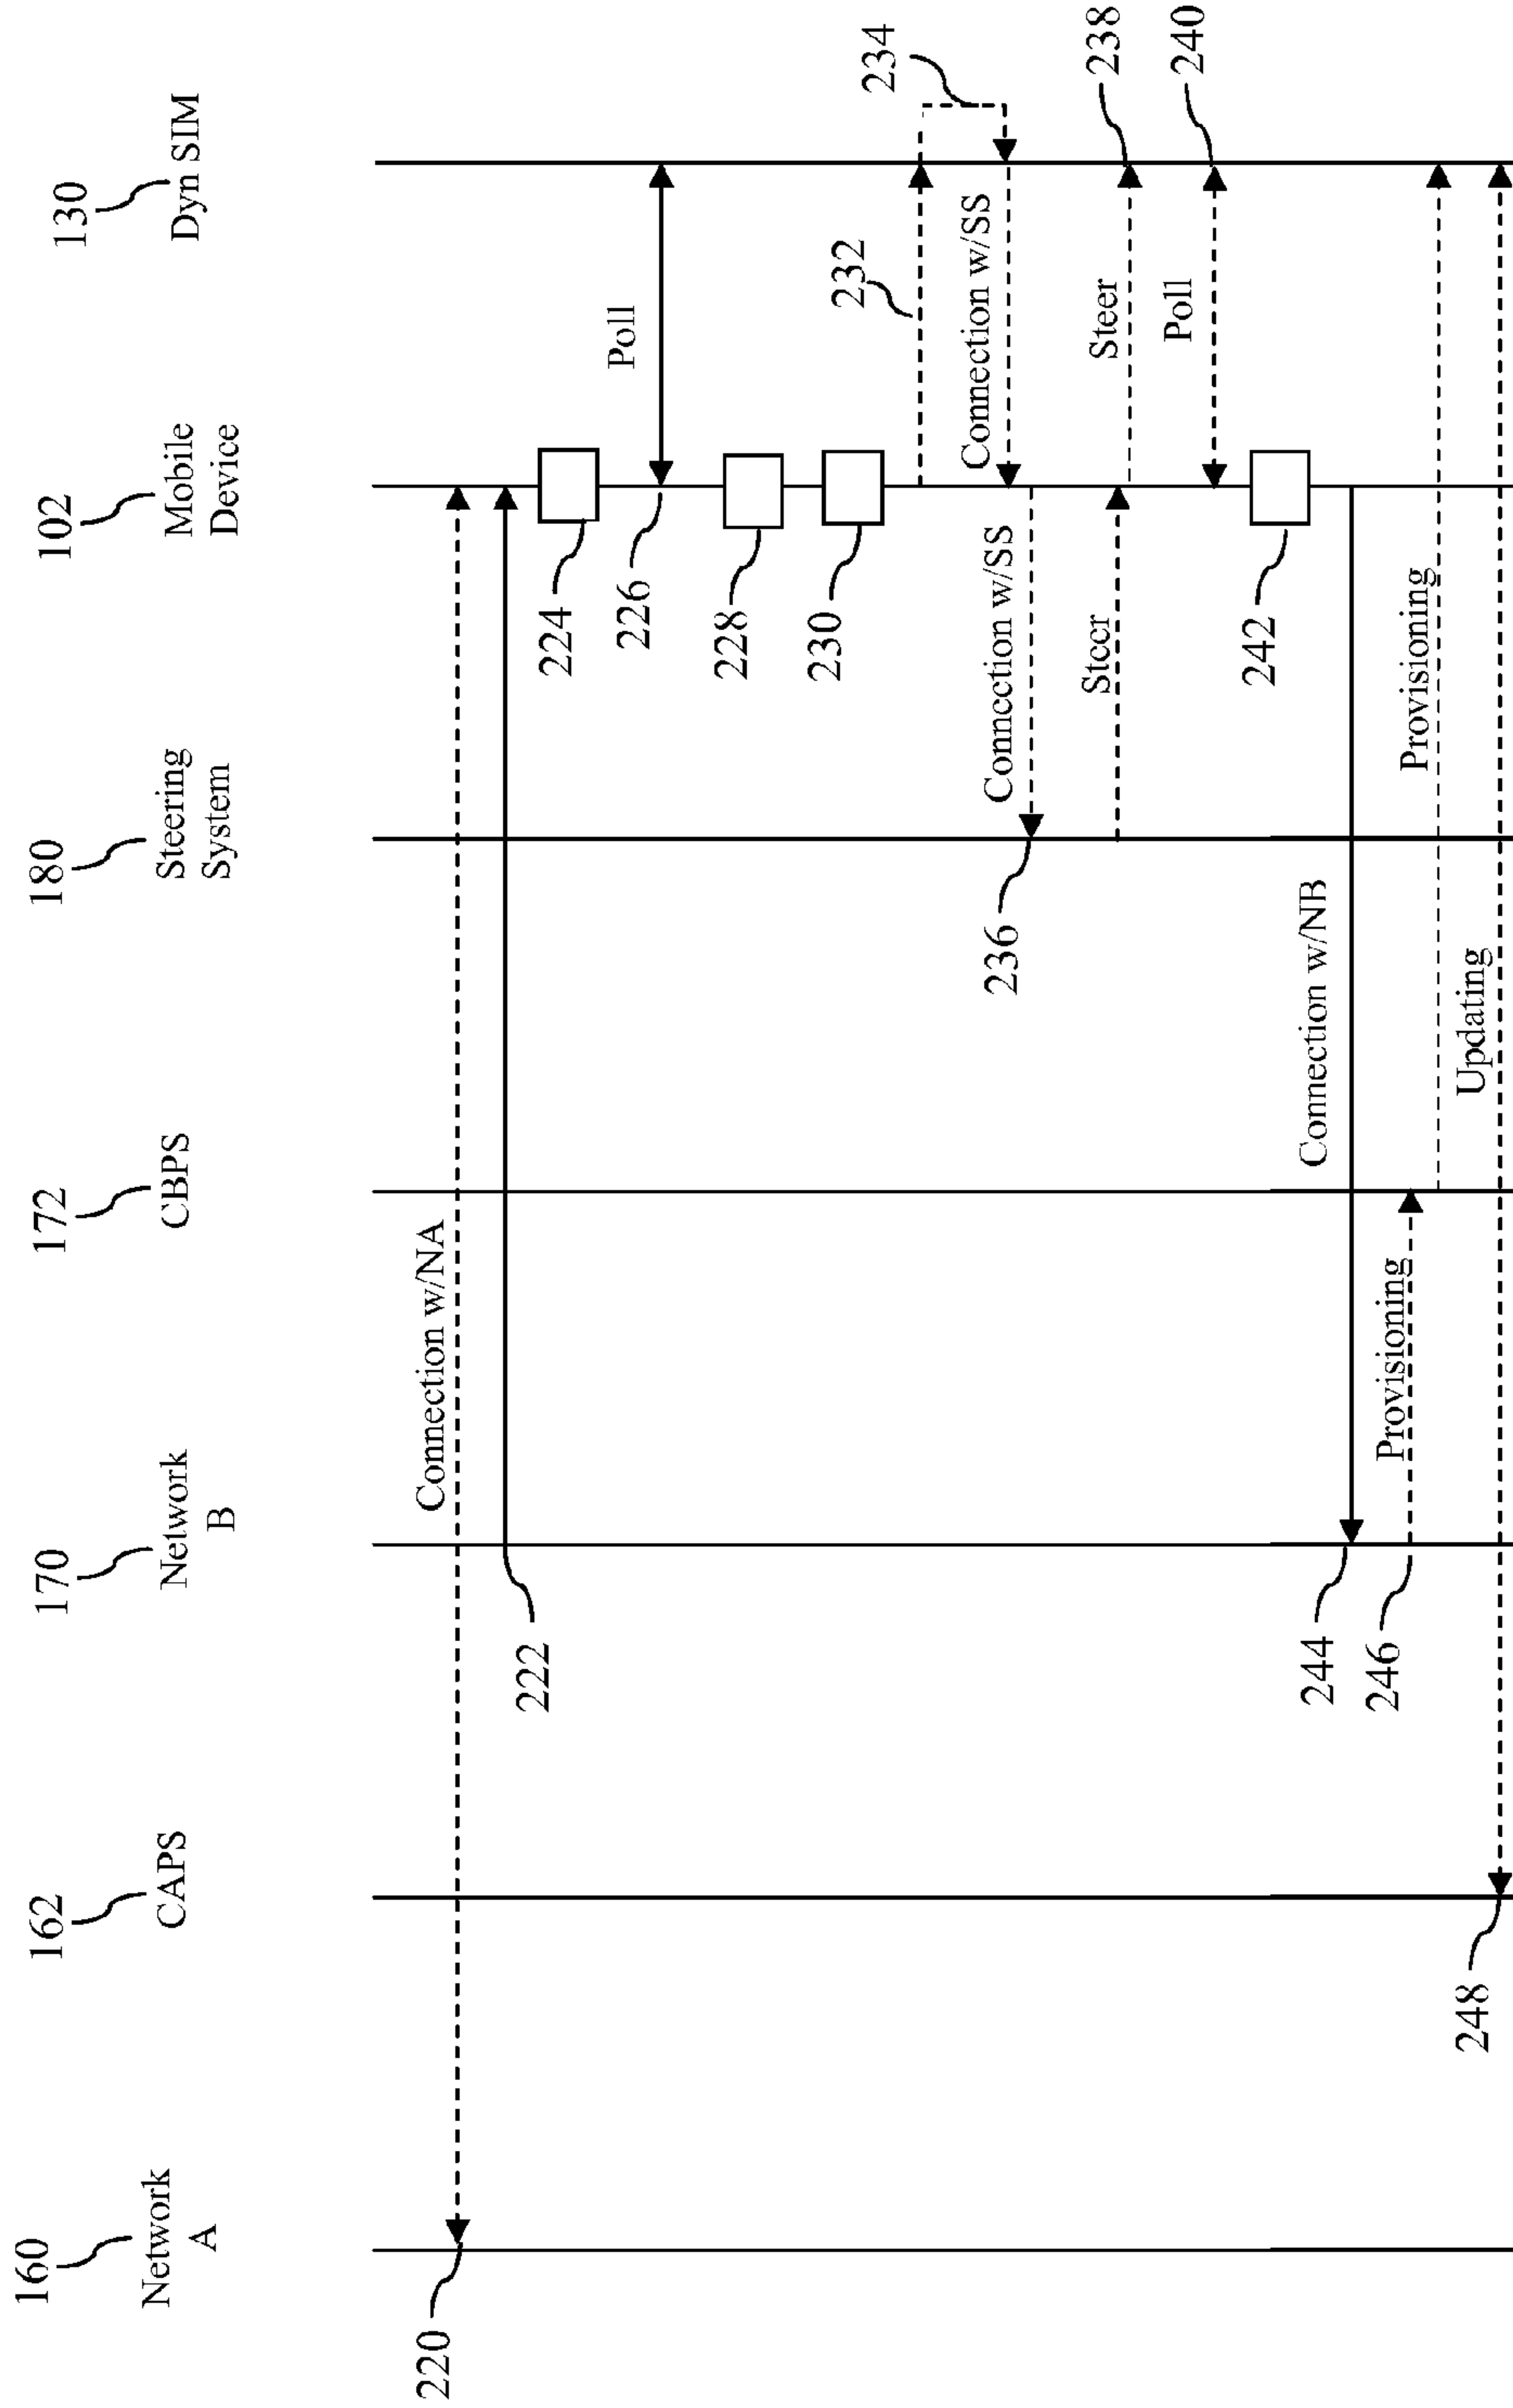 160
Network
A
162
CAPS
170
Network
B
172
CBPS
180
Steering
System
102
Mobile
Device
130
Dyn SIM
220
Connection w/NA
222
224
Poll
226
228
230
232
234
Connection w/SS
Connection w/SS
236
Steer
Steer
238
Poll
240
242
Connection w/NB
244
Provisioning
246
Provisioning
Updating
248